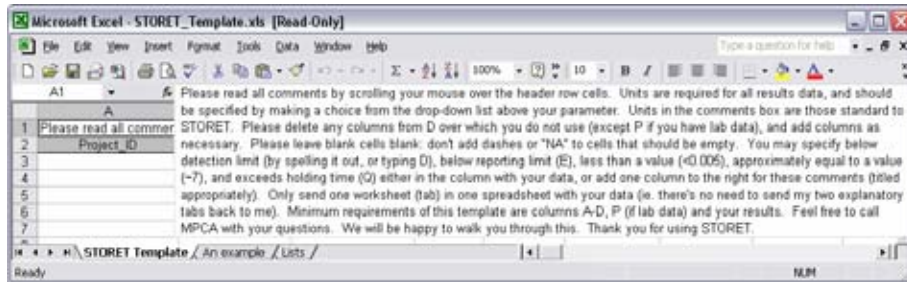 Microsoft Excel - STORET_Template.xls [Read-Only]
File Edit View Insert Format Tools Data Window Help Type a question for help
100% 10 B I
A1 Please read all comments by scrolling your mouse over the header row cells. Units are required for all results data, and should
be specified by making a choice from the drop-down list above your parameter. Units in the comments box are those standard to
STORET. Please delete any columns from D over which you do not use (except P if you have lab data), and add columns as
necessary. Please leave blank cells blank: don't add dashes or "NA" to cells that should be empty. You may specify below
detection limit (by spelling it out, or typing D), below reporting limit (E), less than a value (<0.005), approximately equal to a value
(~7), and exceeds holding time (Q) either in the column with your data, or add one column to the right for these comments (titled
appropriately). Only send one worksheet (tab) in one spreadsheet with your data (ie. there's no need to send my two explanatory
tabs back to me). Minimum requirements of this template are columns A-D, P (if lab data) and your results. Feel free to call
MPCA with your questions. We will be happy to walk you through this. Thank you for using STORET.
A
1 Please read all commer
2 Project_ID
3
4
5
6
7
STORET Template / An example / Lists /
Ready NUM